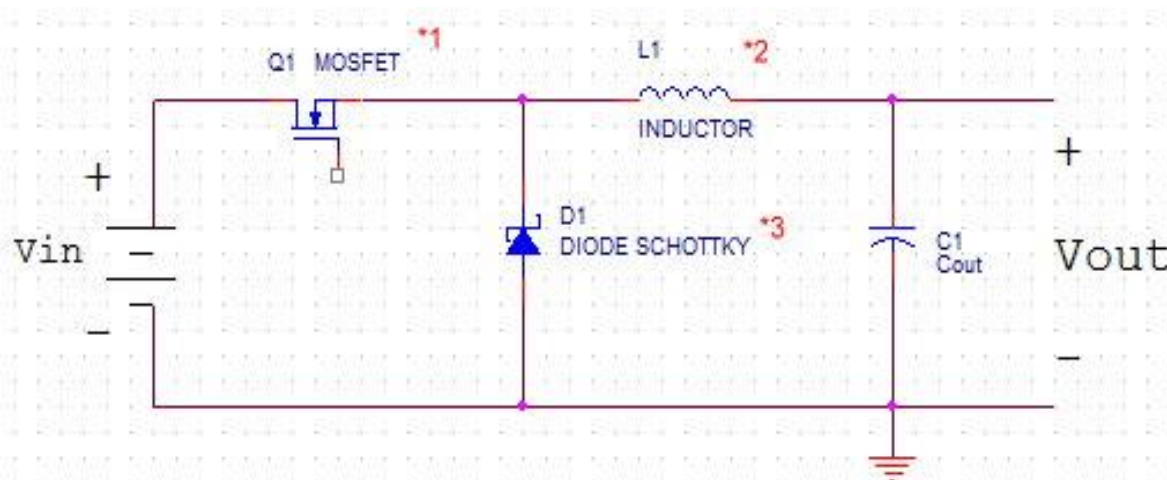 Q1 MOSFET *1
L1 *2
INDUCTOR
+
+
Vin
−
D1
DIODE SCHOTTKY *3
C1
Cout
Vout
−